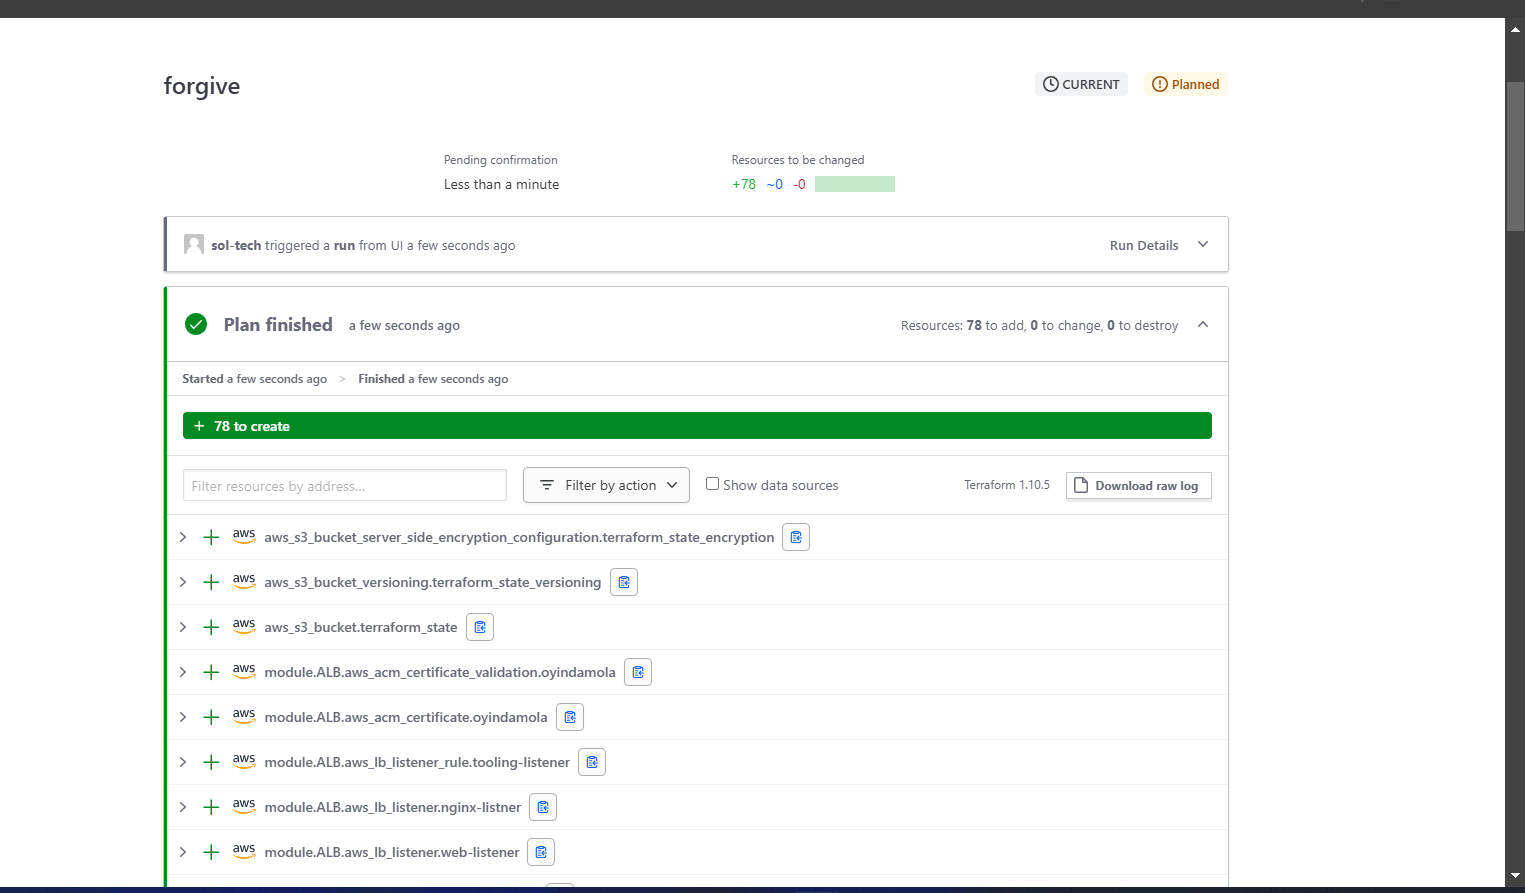 forgive
CURRENT
Planned
Pending confirmation
Resources to be changed
Less than a minute
+78 ~0 -0
sol-tech triggered a run from UI a few seconds ago
Run Details
Plan finished a few seconds ago
Resources: 78 to add, 0 to change, 0 to destroy
Started a few seconds ago > Finished a few seconds ago
+ 78 to create
Filter resources by address...
Filter by action
Show data sources
Terraform 1.10.5
Download raw log
aws aws_s3_bucket_server_side_encryption_configuration.terraform_state_encryption
aws aws_s3_bucket_versioning.terraform_state_versioning
aws aws_s3_bucket.terraform_state
aws module.ALB.aws_acm_certificate_validation.oyindamola
aws module.ALB.aws_acm_certificate.oyindamola
aws module.ALB.aws_lb_listener_rule.tooling-listener
aws module.ALB.aws_lb_listener.nginx-listner
aws module.ALB.aws_lb_listener.web-listener